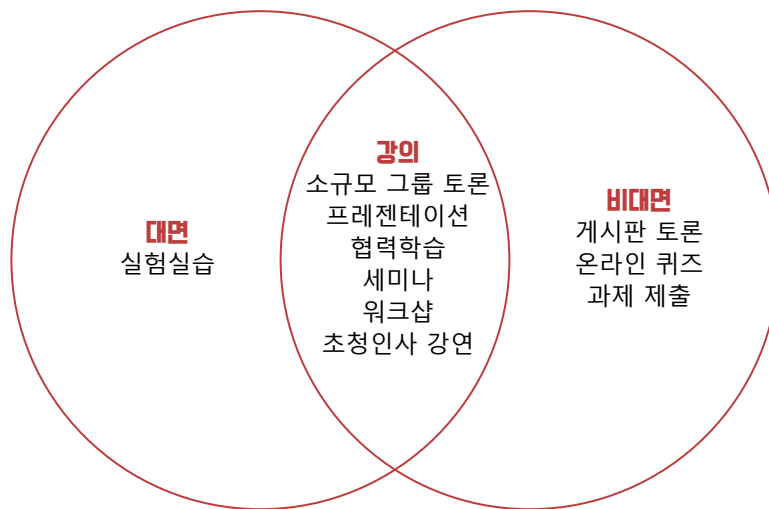 대면
실험실습
강의
소규모 그룹 토론
프레젠테이션
협력학습
세미나
워크샵
초청인사 강연
비대면
게시판 토론
온라인 퀴즈
과제 제출